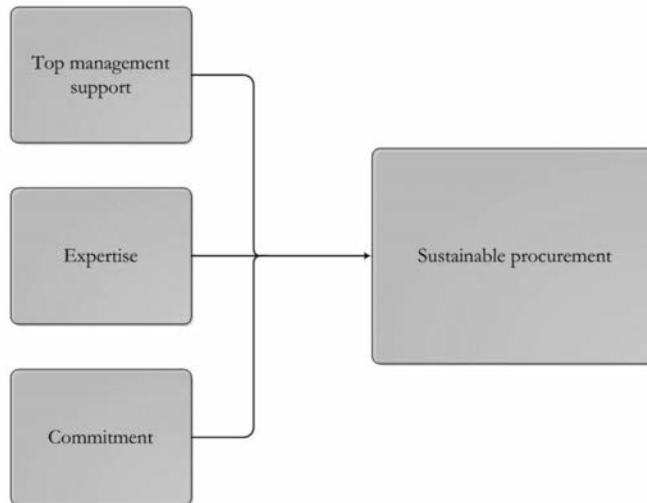 Top management
support
Expertise
Sustainable procurement
Commitment